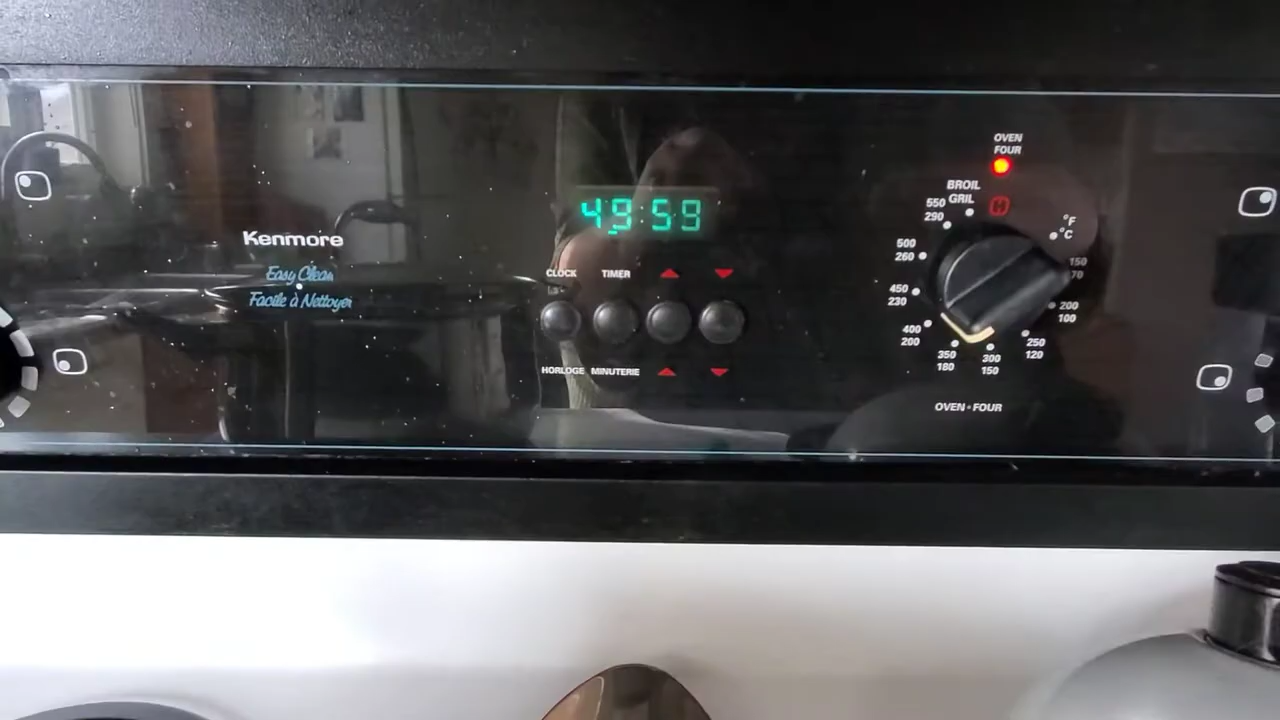 OVEN
FOUR
BROIL
GRIL
H
550
290
°F
°C
49:59
Kenmore
500
260
150
70
Easy Clean
Facile à Nettoyer
CLOCK TIMER
450
230
200
100
400
200
250
120
350
180
300
150
HORLOGE MINUTERIE
OVEN • FOUR